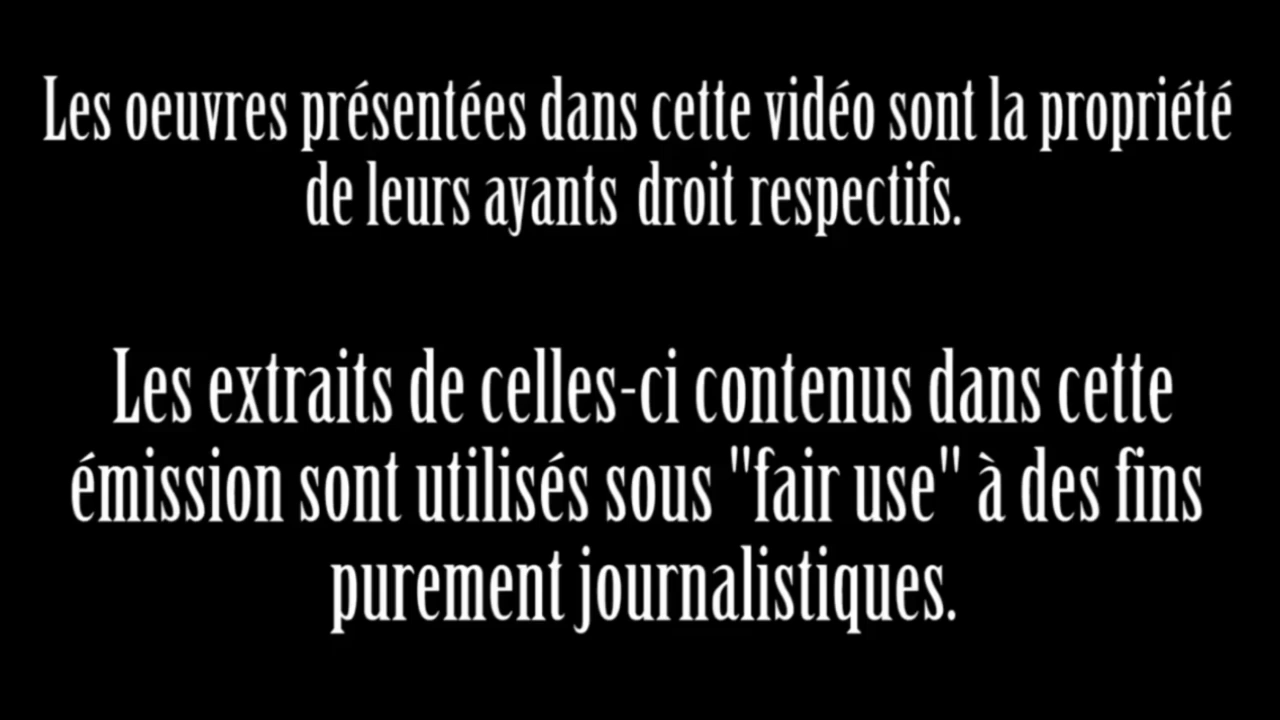 Les oeuvres présentées dans cette vidéo sont la propriété
de leurs ayants droit respectifs.
Les extraits de celles-ci contenus dans cette
émission sont utilisés sous "fair use" à des fins
purement journalistiques.